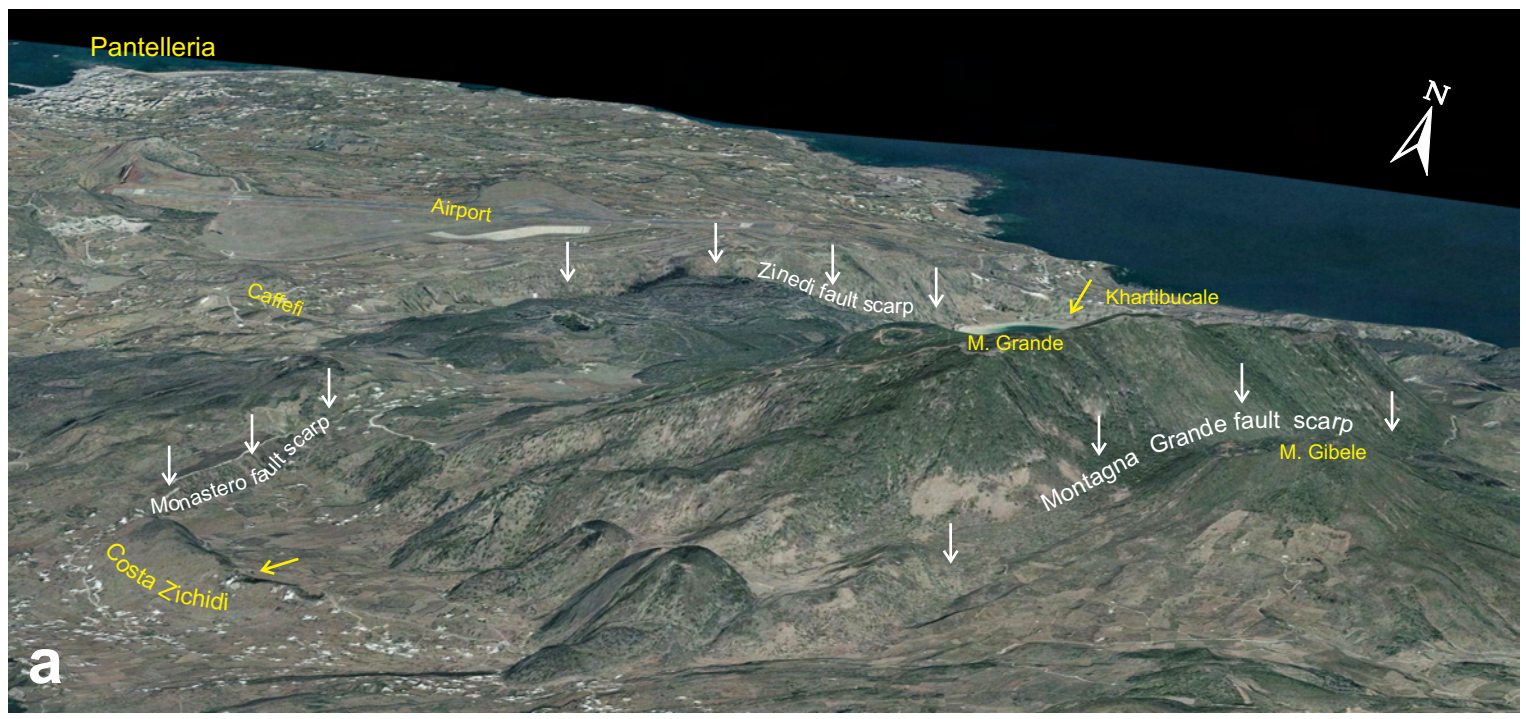 Pantelleria
N
Airport
Zinedi fault scarp
Caffefi
Khartibucale
M. Grande
Montagna Grande fault scarp
M. Gibele
Monastero fault scarp
Costa Zichidi
a